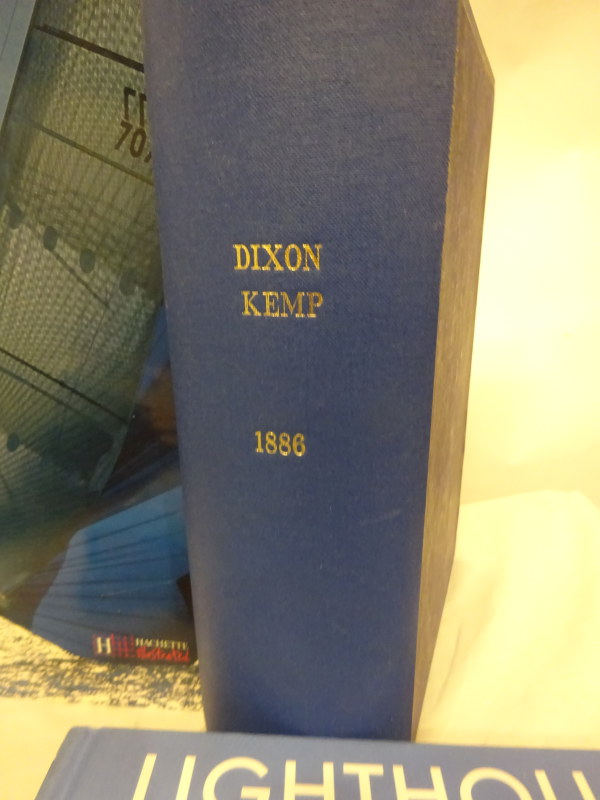 DIXON
KEMP
1886
HACHETTE
LIGHTHOU